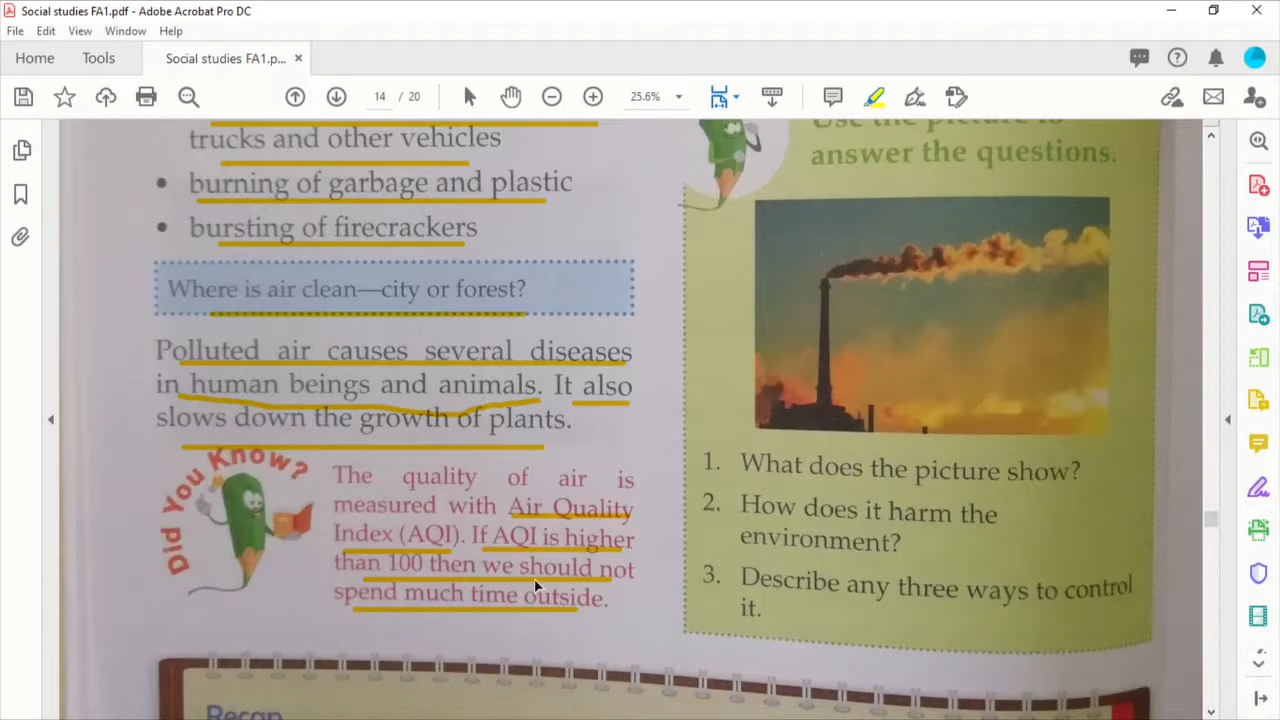 Social studies FA1.pdf - Adobe Acrobat Pro DC
File Edit View Window Help
Home Tools Social studies FA1.p... ×
14 / 20 25.6%
trucks and other vehicles
• burning of garbage and plastic
• bursting of firecrackers
Where is air clean—city or forest?
Polluted air causes several diseases
in human beings and animals. It also
slows down the growth of plants.
Did You Know?
The quality of air is
measured with Air Quality
Index (AQI). If AQI is higher
than 100 then we should not
spend much time outside.
Use the picture to
answer the questions.
1. What does the picture show?
2. How does it harm the
environment?
3. Describe any three ways to control
it.
Recap